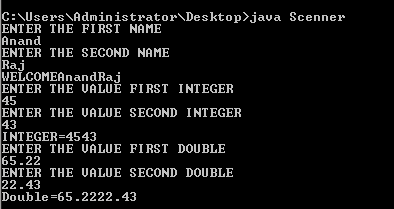 C:\Users\Administrator\Desktop>java Scenner
ENTER THE FIRST NAME
Anand
ENTER THE SECOND NAME
Raj
WELCOMEAnandRaj
ENTER THE VALUE FIRST INTEGER
45
ENTER THE VALUE SECOND INTEGER
43
INTEGER=4543
ENTER THE VALUE FIRST DOUBLE
65.22
ENTER THE VALUE SECOND DOUBLE
22.43
Double=65.2222.43